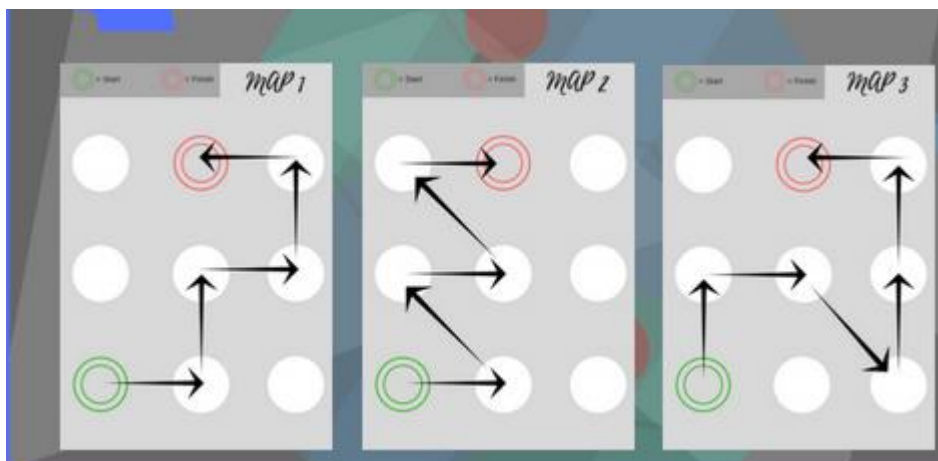 = Start
= Finish
MAP 1
= Start
= Finish
MAP 2
= Start
= Finish
MAP 3